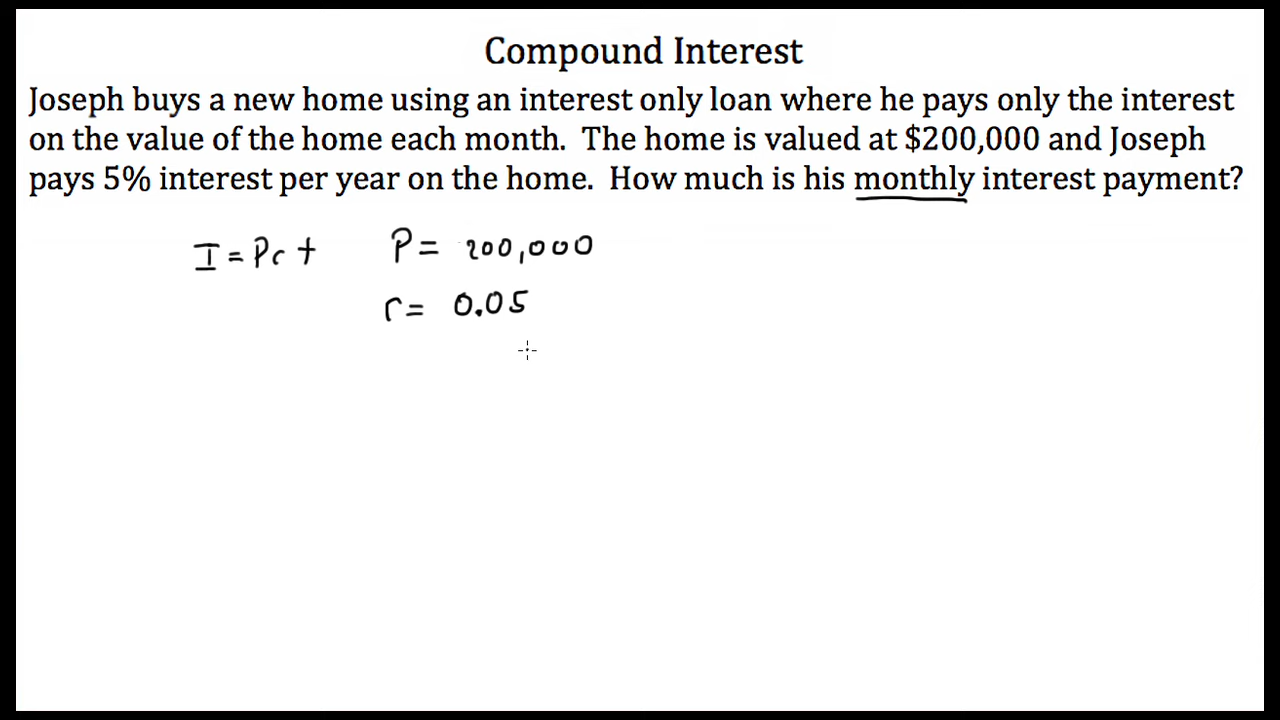 Compound Interest
Joseph buys a new home using an interest only loan where he pays only the interest
on the value of the home each month. The home is valued at $200,000 and Joseph
pays 5% interest per year on the home. How much is his monthly interest payment?
I = Prt P = 200,000
r = 0.05